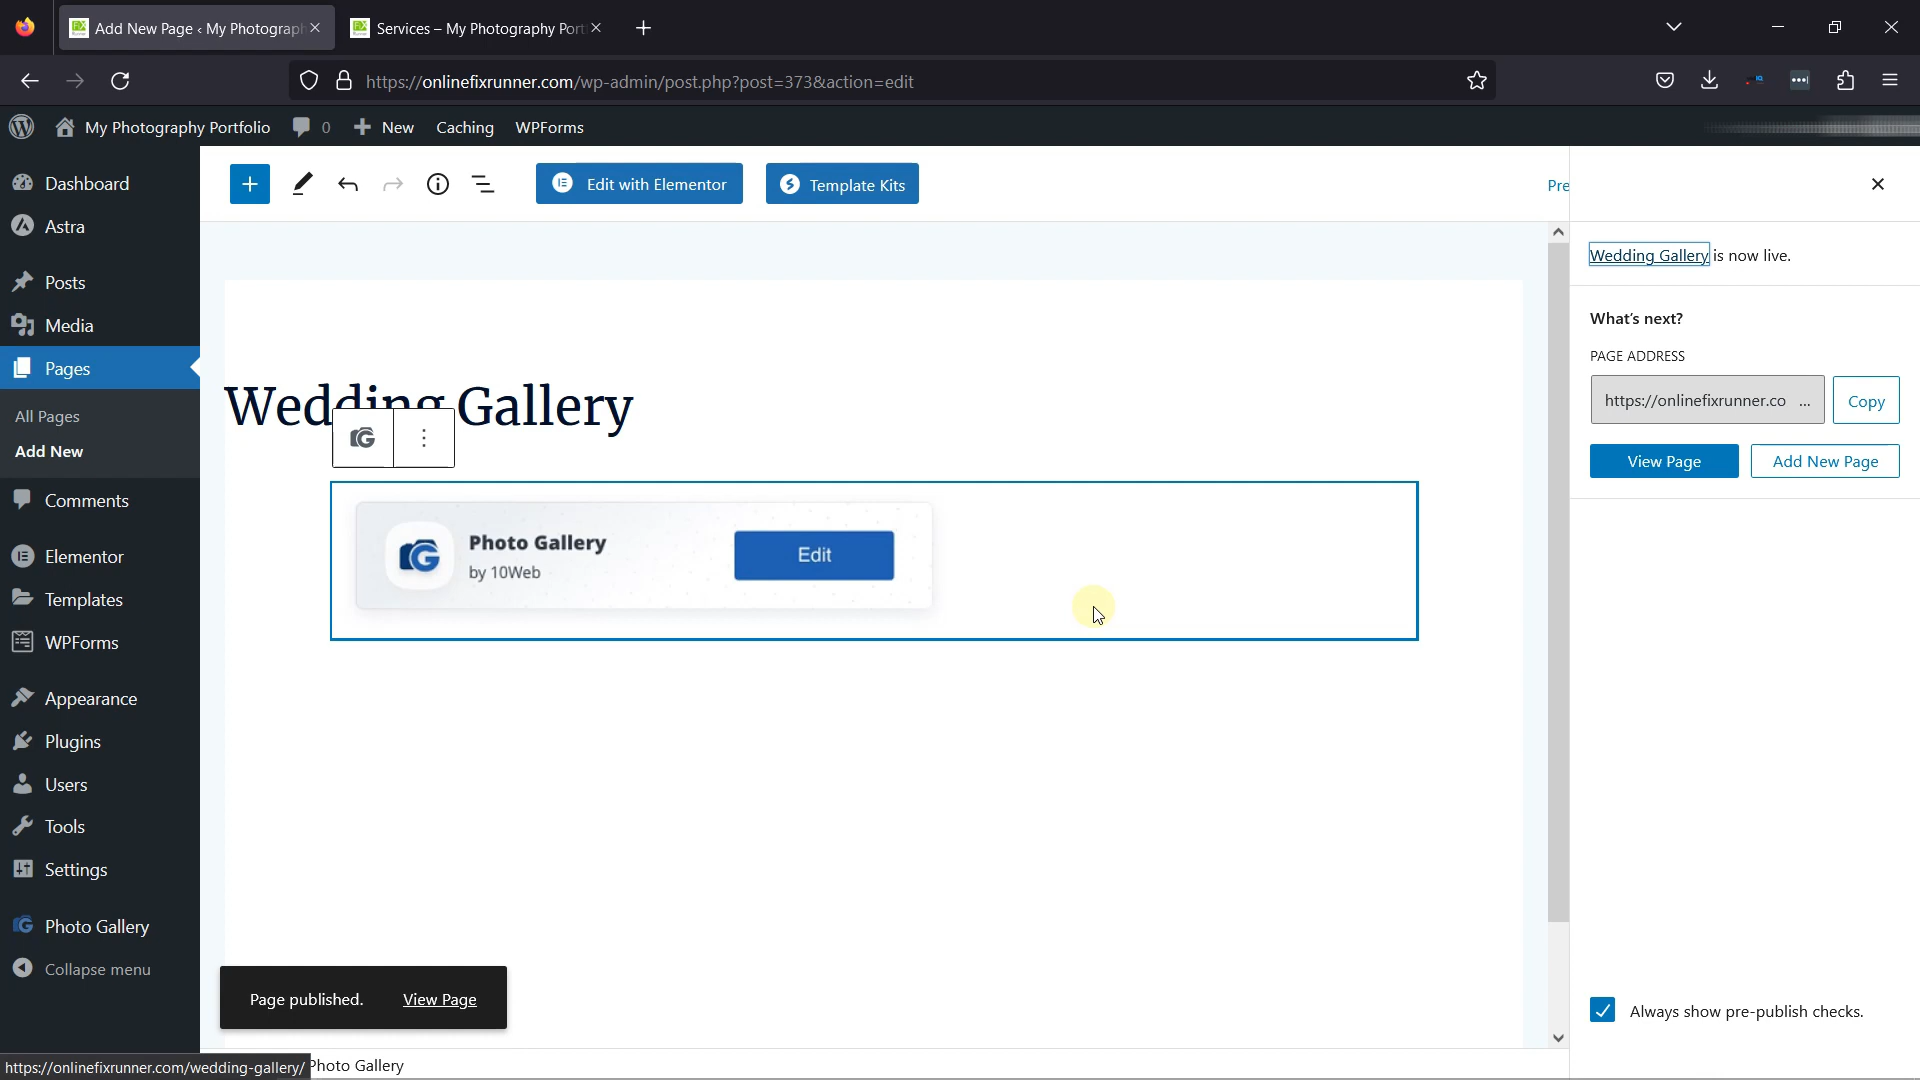 Add New Page ‹ My Photograph
Services – My Photography Port
https://onlinefixrunner.com/wp-admin/post.php?post=373&action=edit
My Photography Portfolio
0
New
Caching
WPForms
Dashboard
Astra
Posts
Media
Pages
All Pages
Add New
Comments
Elementor
Templates
WPForms
Appearance
Plugins
Users
Tools
Settings
Photo Gallery
Collapse menu
Edit with Elementor
Template Kits
Pre
Wedding Gallery
Photo Gallery
by 10Web
Edit
Page published.
View Page
Wedding Gallery is now live.
What's next?
PAGE ADDRESS
https://onlinefixrunner.co ...
Copy
View Page
Add New Page
Always show pre-publish checks.
https://onlinefixrunner.com/wedding-gallery/
Photo Gallery